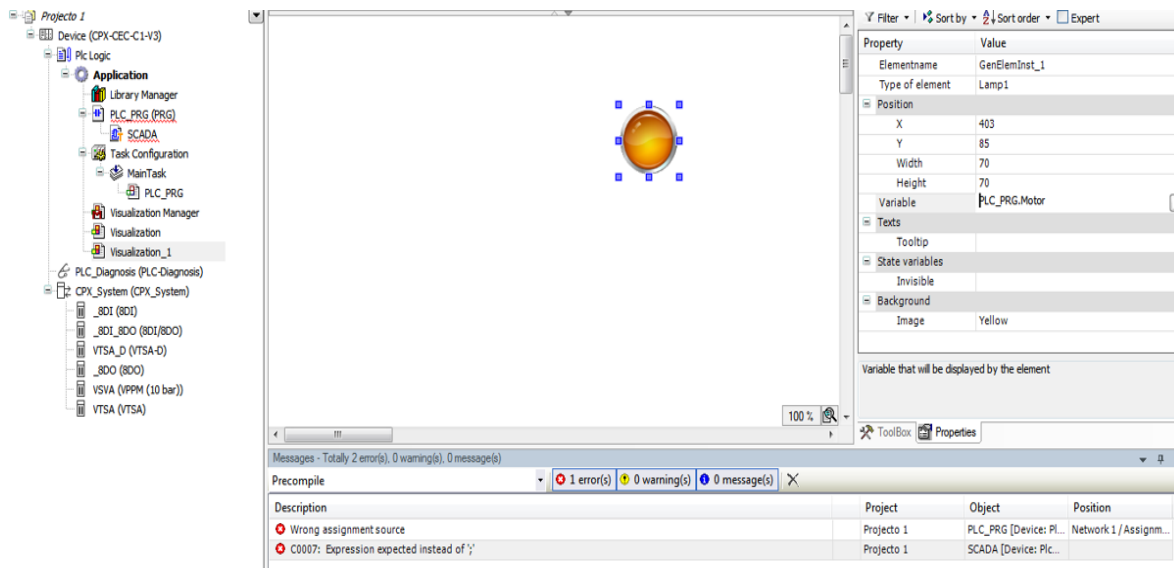 Projecto 1
Device (CPX-CEC-C1-V3)
Plc Logic
Application
Library Manager
PLC_PRG (PRG)
SCADA
Task Configuration
MainTask
PLC_PRG
Visualization Manager
Visualization
Visualization_1
PLC_Diagnosis (PLC-Diagnosis)
CPX_System (CPX_System)
_8DI (8DI)
_8DI_8DO (8DI/8DO)
VTSA_D (VTSA-D)
_8DO (8DO)
VSVA (VPPM (10 bar))
VTSA (VTSA)
100 %
Filter Sort by Sort order Expert
Property Value
Elementname GenElemInst_1
Type of element Lamp1
Position
X 403
Y 85
Width 70
Height 70
Variable PLC_PRG.Motor
Texts
Tooltip
State variables
Invisible
Background
Image Yellow
Variable that will be displayed by the element
ToolBox Properties
Messages - Totally 2 error(s), 0 warning(s), 0 message(s)
Precompile 1 error(s) 0 warning(s) 0 message(s)
Description Project Object Position
Wrong assignment source Projecto 1 PLC_PRG [Device: Pl... Network 1 / Assignm...
C0007: Expression expected instead of ';' Projecto 1 SCADA [Device: Plc...